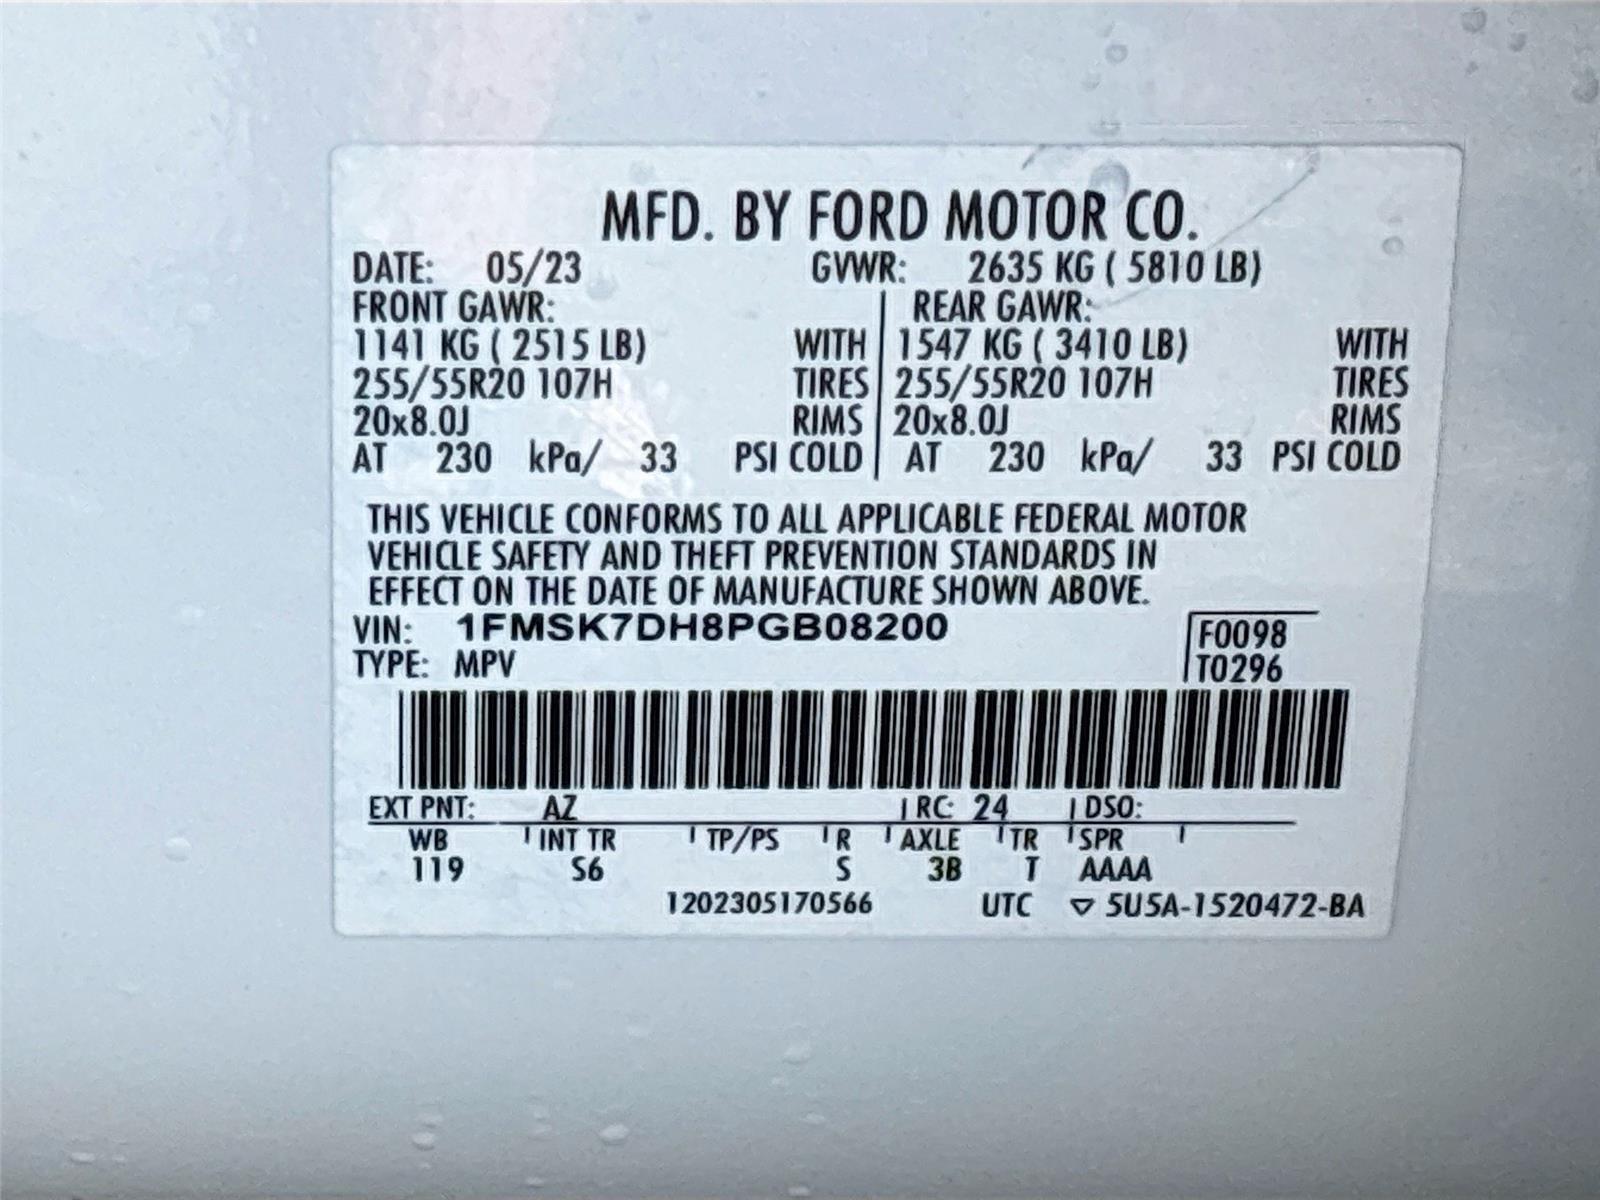 MFD. BY FORD MOTOR CO.
DATE: 05/23 GVWR: 2635 KG ( 5810 LB)
FRONT GAWR: REAR GAWR:
1141 KG ( 2515 LB) WITH 1547 KG ( 3410 LB) WITH
255/55R20 107H TIRES 255/55R20 107H TIRES
20x8.0J RIMS 20x8.0J RIMS
AT 230 kPa/ 33 PSI COLD AT 230 kPa/ 33 PSI COLD
THIS VEHICLE CONFORMS TO ALL APPLICABLE FEDERAL MOTOR
VEHICLE SAFETY AND THEFT PREVENTION STANDARDS IN
EFFECT ON THE DATE OF MANUFACTURE SHOWN ABOVE.
VIN: 1FMSK7DH8PGB08200 F0098
TYPE: MPV T0296
EXT PNT: AZ RC: 24 DSO:
WB INT TR TP/PS R AXLE TR SPR
119 S6 S 3B T AAAA
1202305170566 UTC ▽ 5U5A-1520472-BA